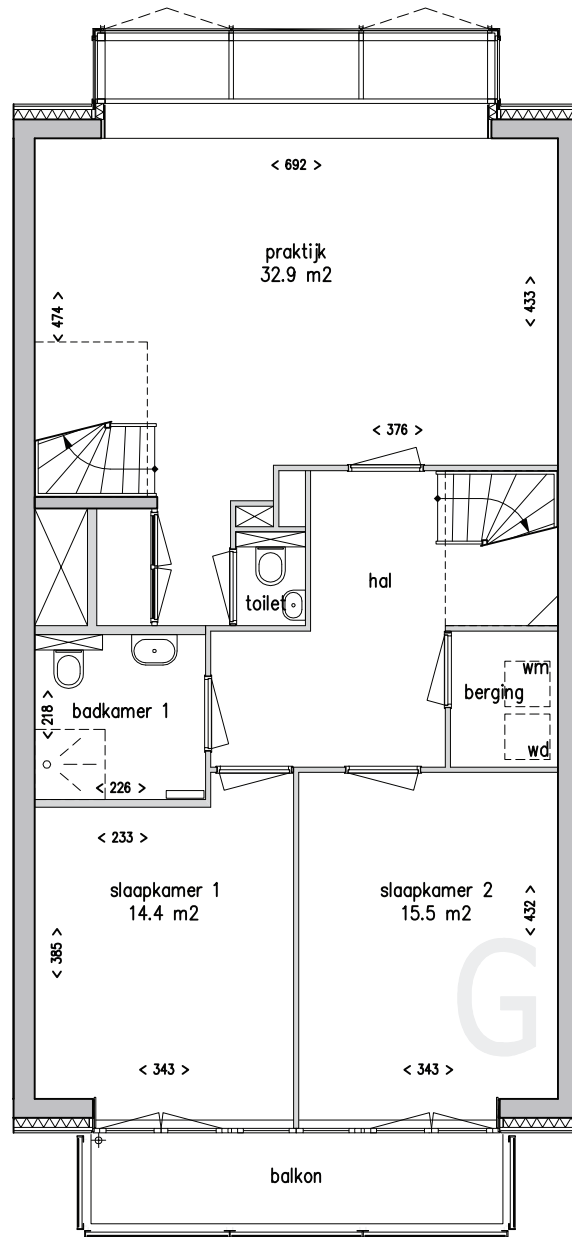 < 692 >
praktijk
32.9 m2
< 474 >
< 433 >
< 376 >
hal
toilet
wm
berging
wd
badkamer 1
< 218 >
< 226 >
< 233 >
slaapkamer 1
14.4 m2
slaapkamer 2
15.5 m2
< 385 >
< 432 >
G
< 343 >
< 343 >
balkon